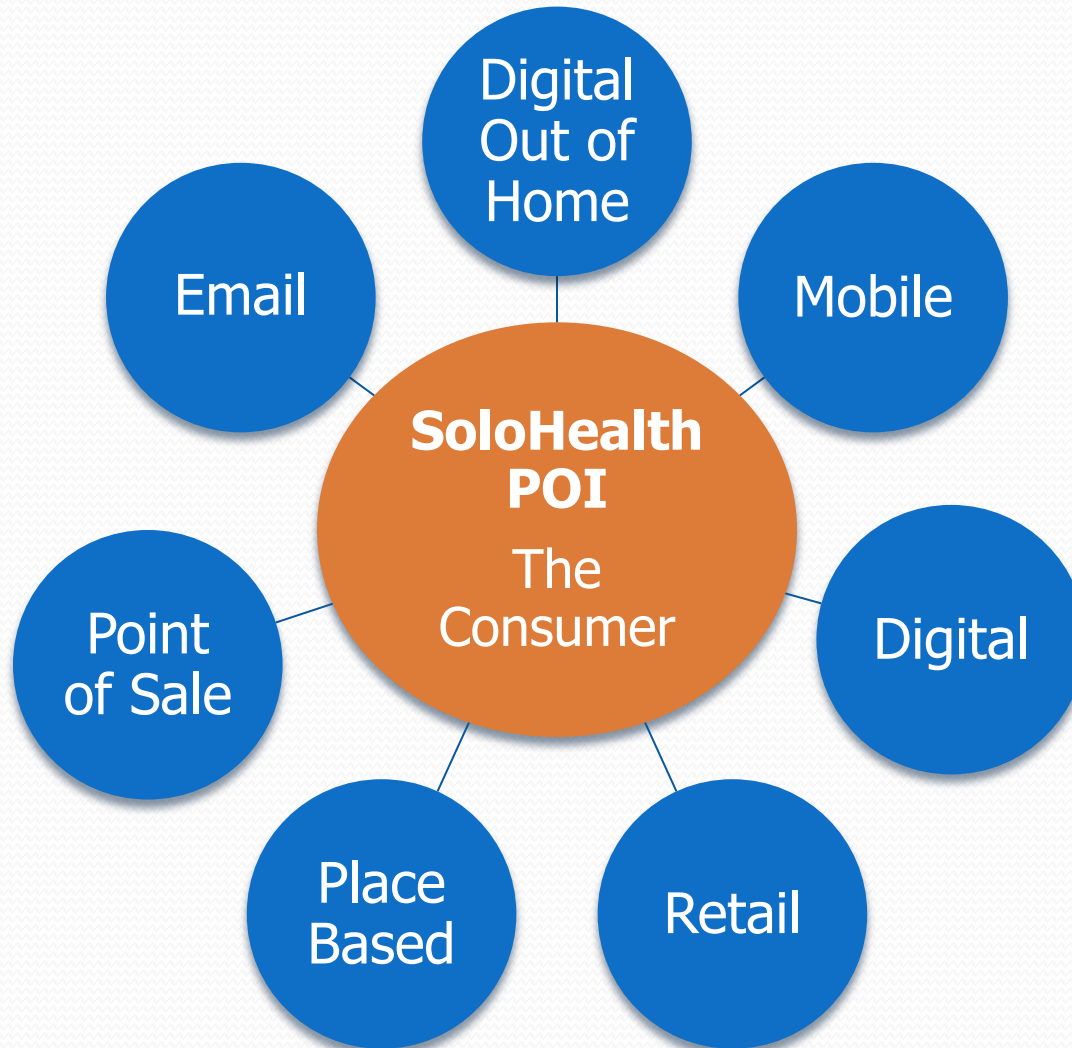 Digital
Out of
Home
Email
Mobile
SoloHealth
POI
The
Consumer
Point
of Sale
Digital
Place
Based
Retail